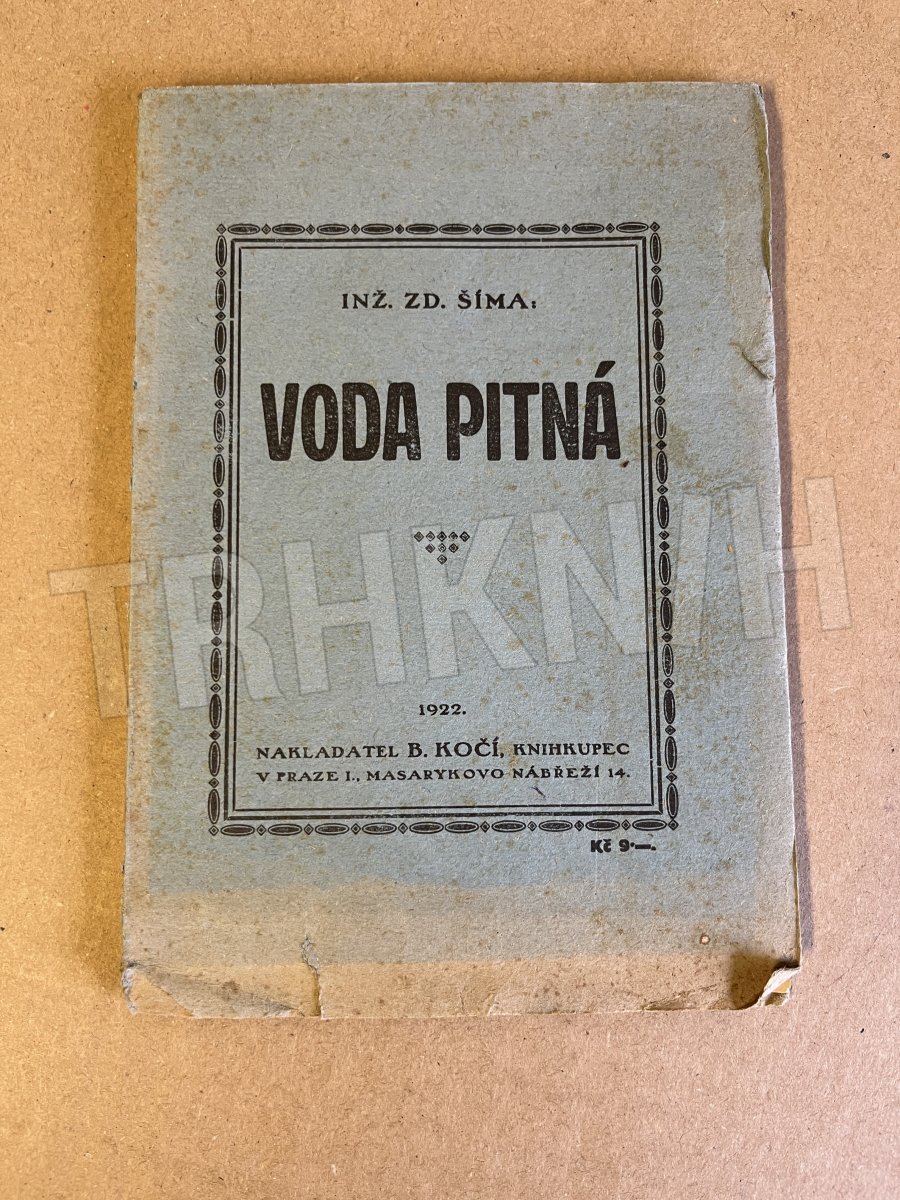 INŽ. ZD. ŠÍMA:
VODA PITNÁ
TRHKNIH
1922.
NAKLADATEL B. KOČÍ, KNIHKUPEC
V PRAZE I., MASARYKOVO NÁBŘEŽÍ 14.
Kč 9·—.